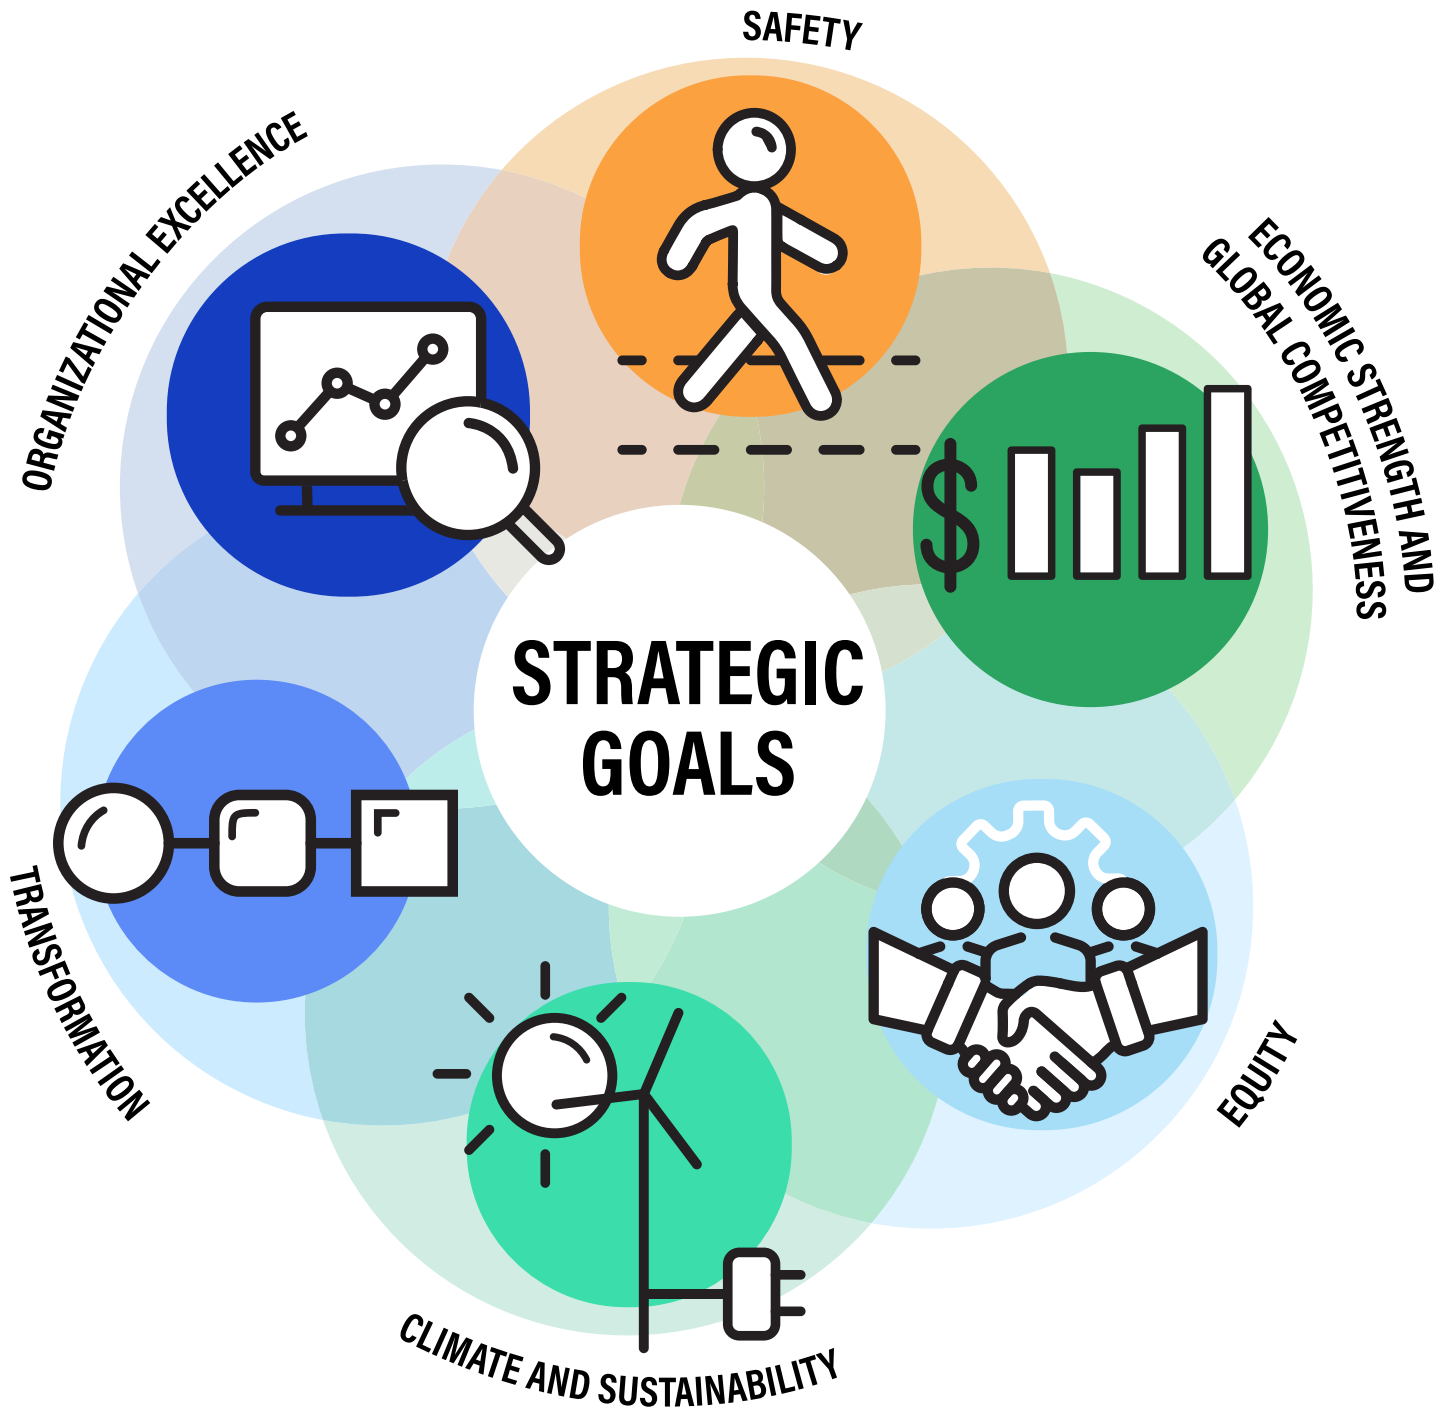 SAFETY
ECONOMIC STRENGTH AND
GLOBAL COMPETITIVENESS
EQUITY
CLIMATE AND SUSTAINABILITY
TRANSFORMATION
ORGANIZATIONAL EXCELLENCE
$
STRATEGIC
GOALS